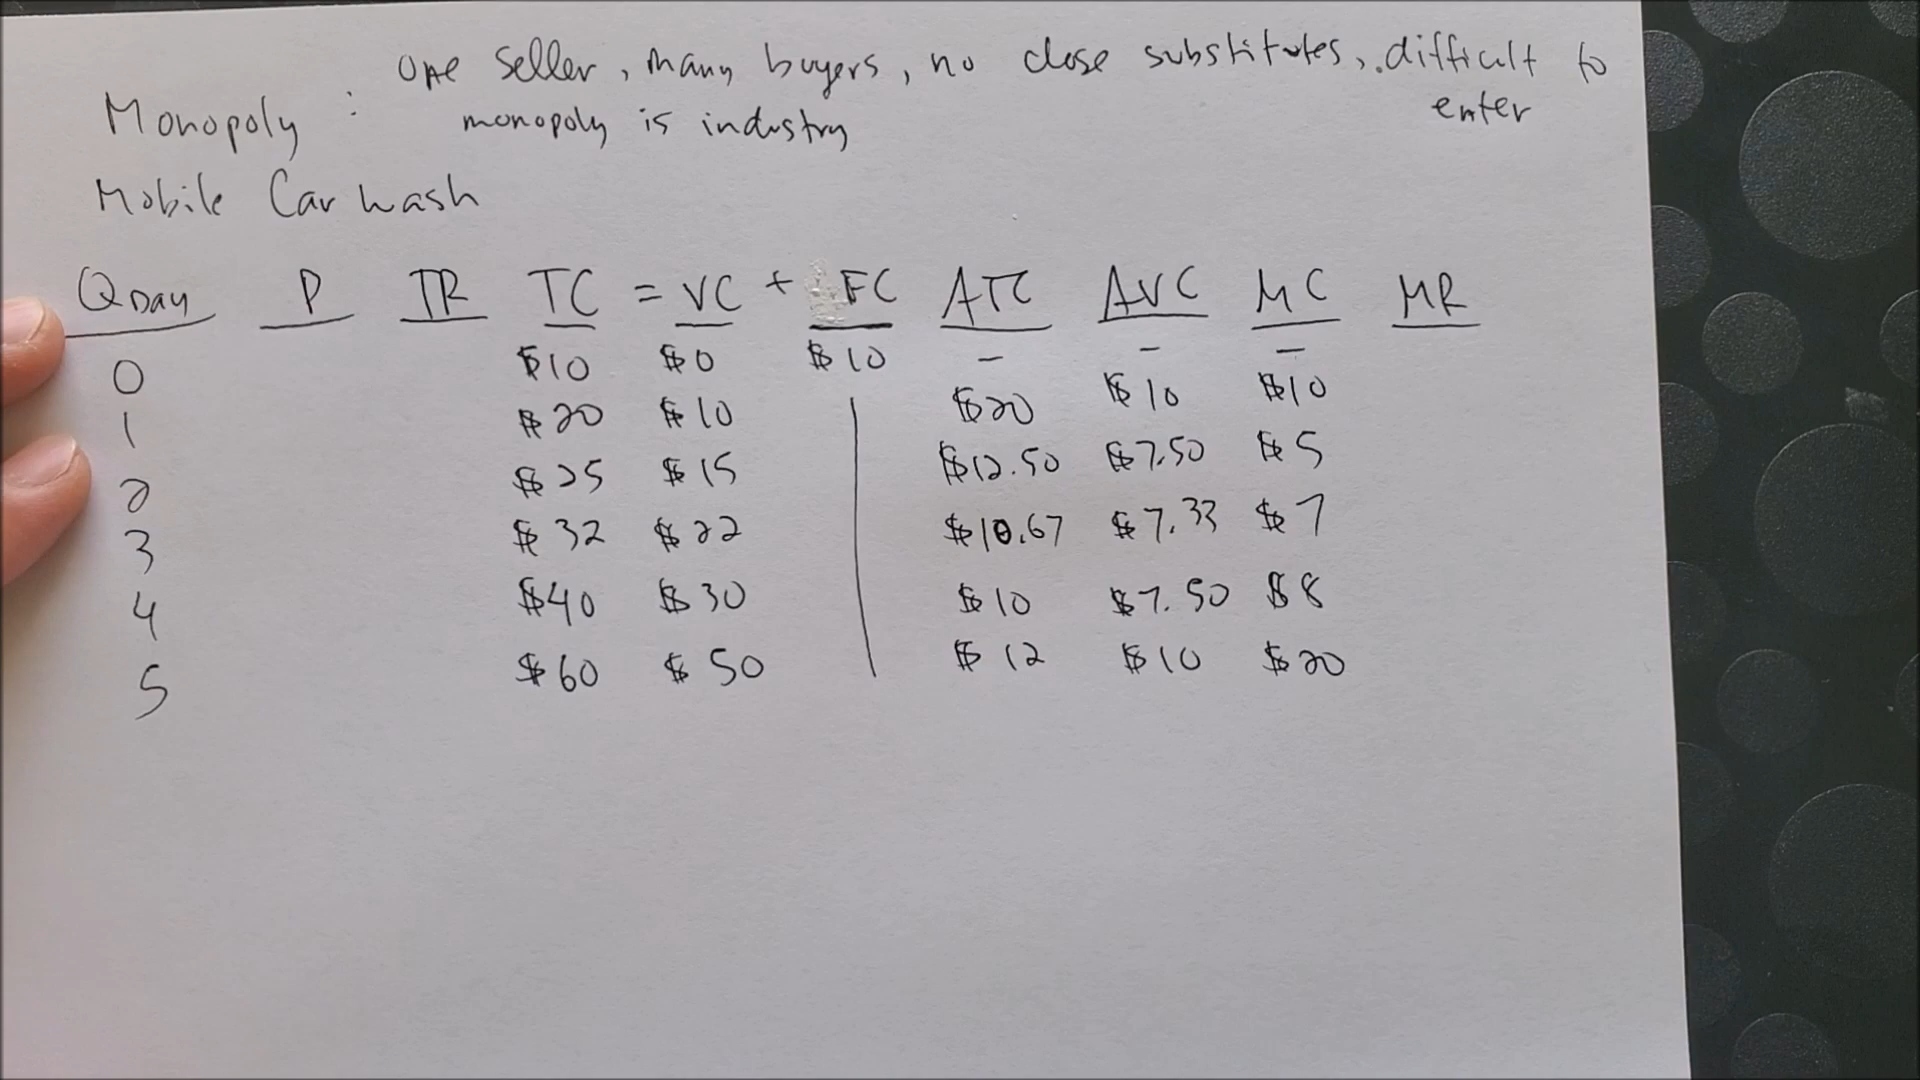 one seller, many buyers, no close substitutes, difficult to enter
Monopoly : monopoly is industry
Mobile Car wash
QDay P TR TC = VC + FC ATC AVC MC MR
0 $10 $0 $10 - - -
1 $20 $10 $20 $10 $10
2 $25 $15 $12.50 $7.50 $5
3 $32 $22 $10.67 $7.33 $7
4 $40 $30 $10 $7.50 $8
5 $60 $50 $12 $10 $20